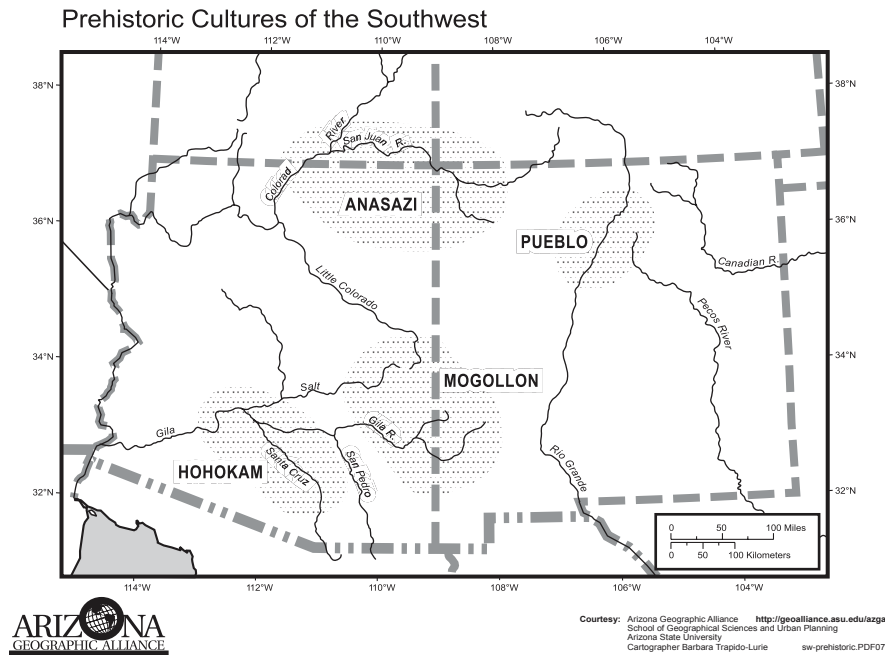 Prehistoric Cultures of the Southwest
114°W 112°W 110°W 108°W 106°W 104°W
38°N 38°N
River
San Juan R.
Colorad
ANASAZI
36°N 36°N
PUEBLO
Canadian R.
Little Colorado
Pecos River
34°N 34°N
MOGOLLON
Salt
Gila
Gila R.
HOHOKAM
Santa Cruz
San Pedro
Rio Grande
32°N 32°N
0 50 100 Miles
0 50 100 Kilometers
114°W 112°W 110°W 108°W 106°W 104°W
ARIZONA
GEOGRAPHIC ALLIANCE
Courtesy: Arizona Geographic Alliance http://geoalliance.asu.edu/azga
School of Geographical Sciences and Urban Planning
Arizona State University
Cartographer Barbara Trapido-Lurie sw-prehistoric.PDF07